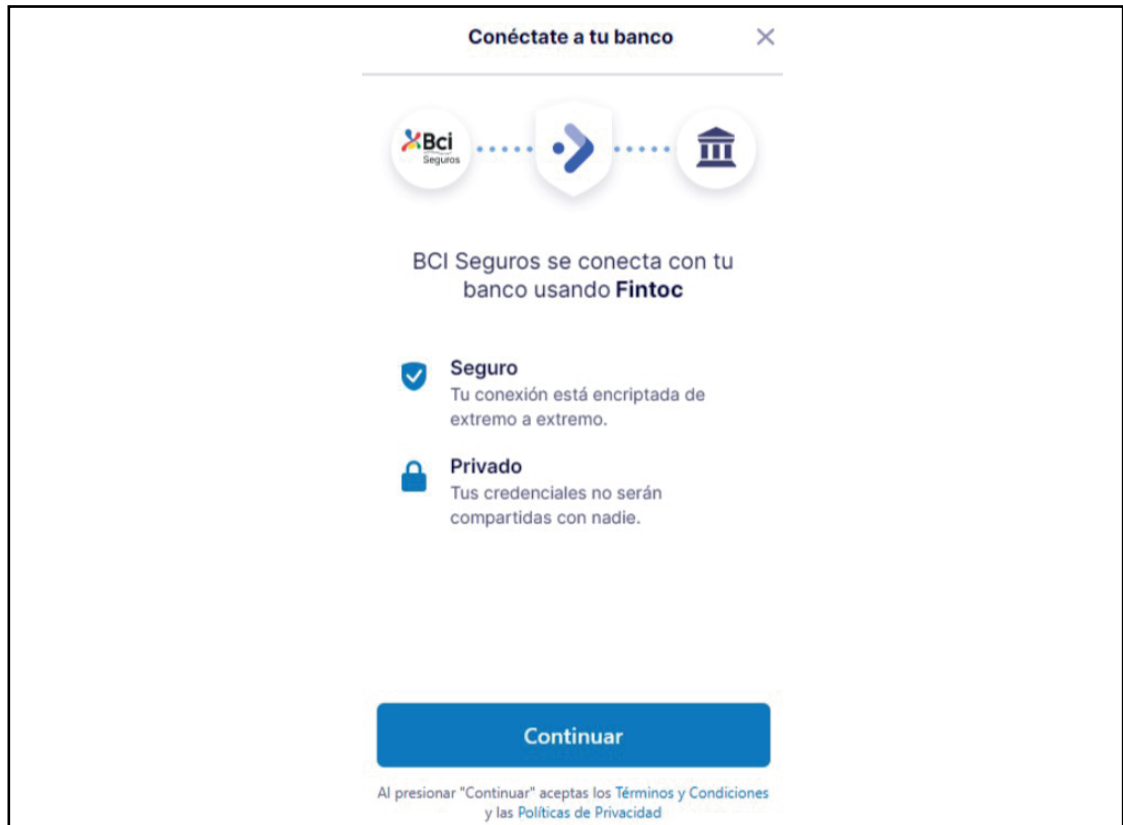 Conéctate a tu banco
Bci
Seguros
BCI Seguros se conecta con tu
banco usando Fintoc
Seguro
Tu conexión está encriptada de
extremo a extremo.
Privado
Tus credenciales no serán
compartidas con nadie.
Continuar
Al presionar "Continuar" aceptas los Términos y Condiciones
y las Políticas de Privacidad